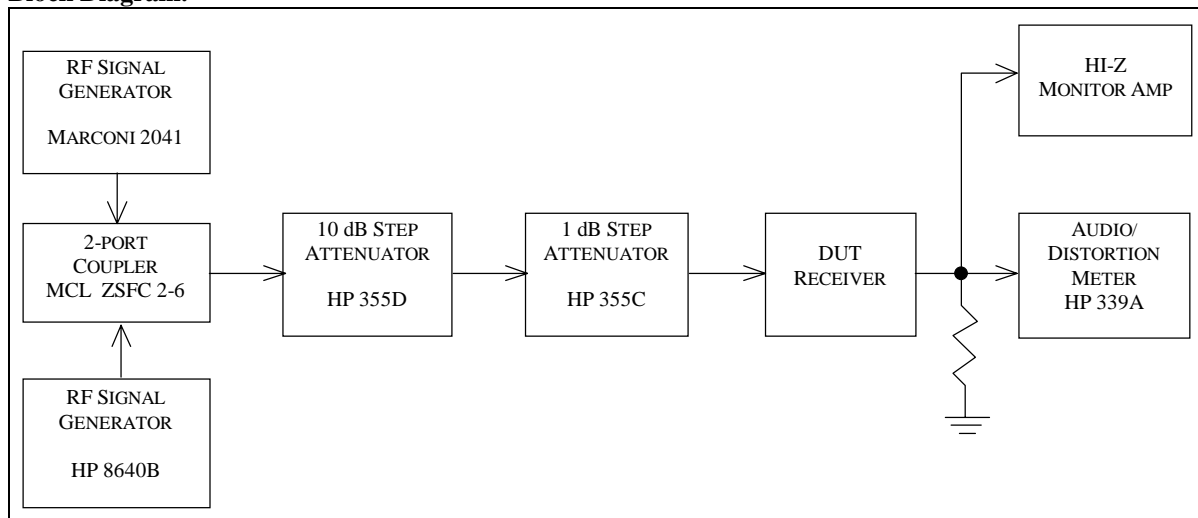 Block Diagram:
RF SIGNAL
GENERATOR
MARCONI 2041
2-PORT
COUPLER
MCL ZSFC 2-6
RF SIGNAL
GENERATOR
HP 8640B
10 dB STEP
ATTENUATOR
HP 355D
1 dB STEP
ATTENUATOR
HP 355C
DUT
RECEIVER
HI-Z
MONITOR AMP
AUDIO/
DISTORTION
METER
HP 339A